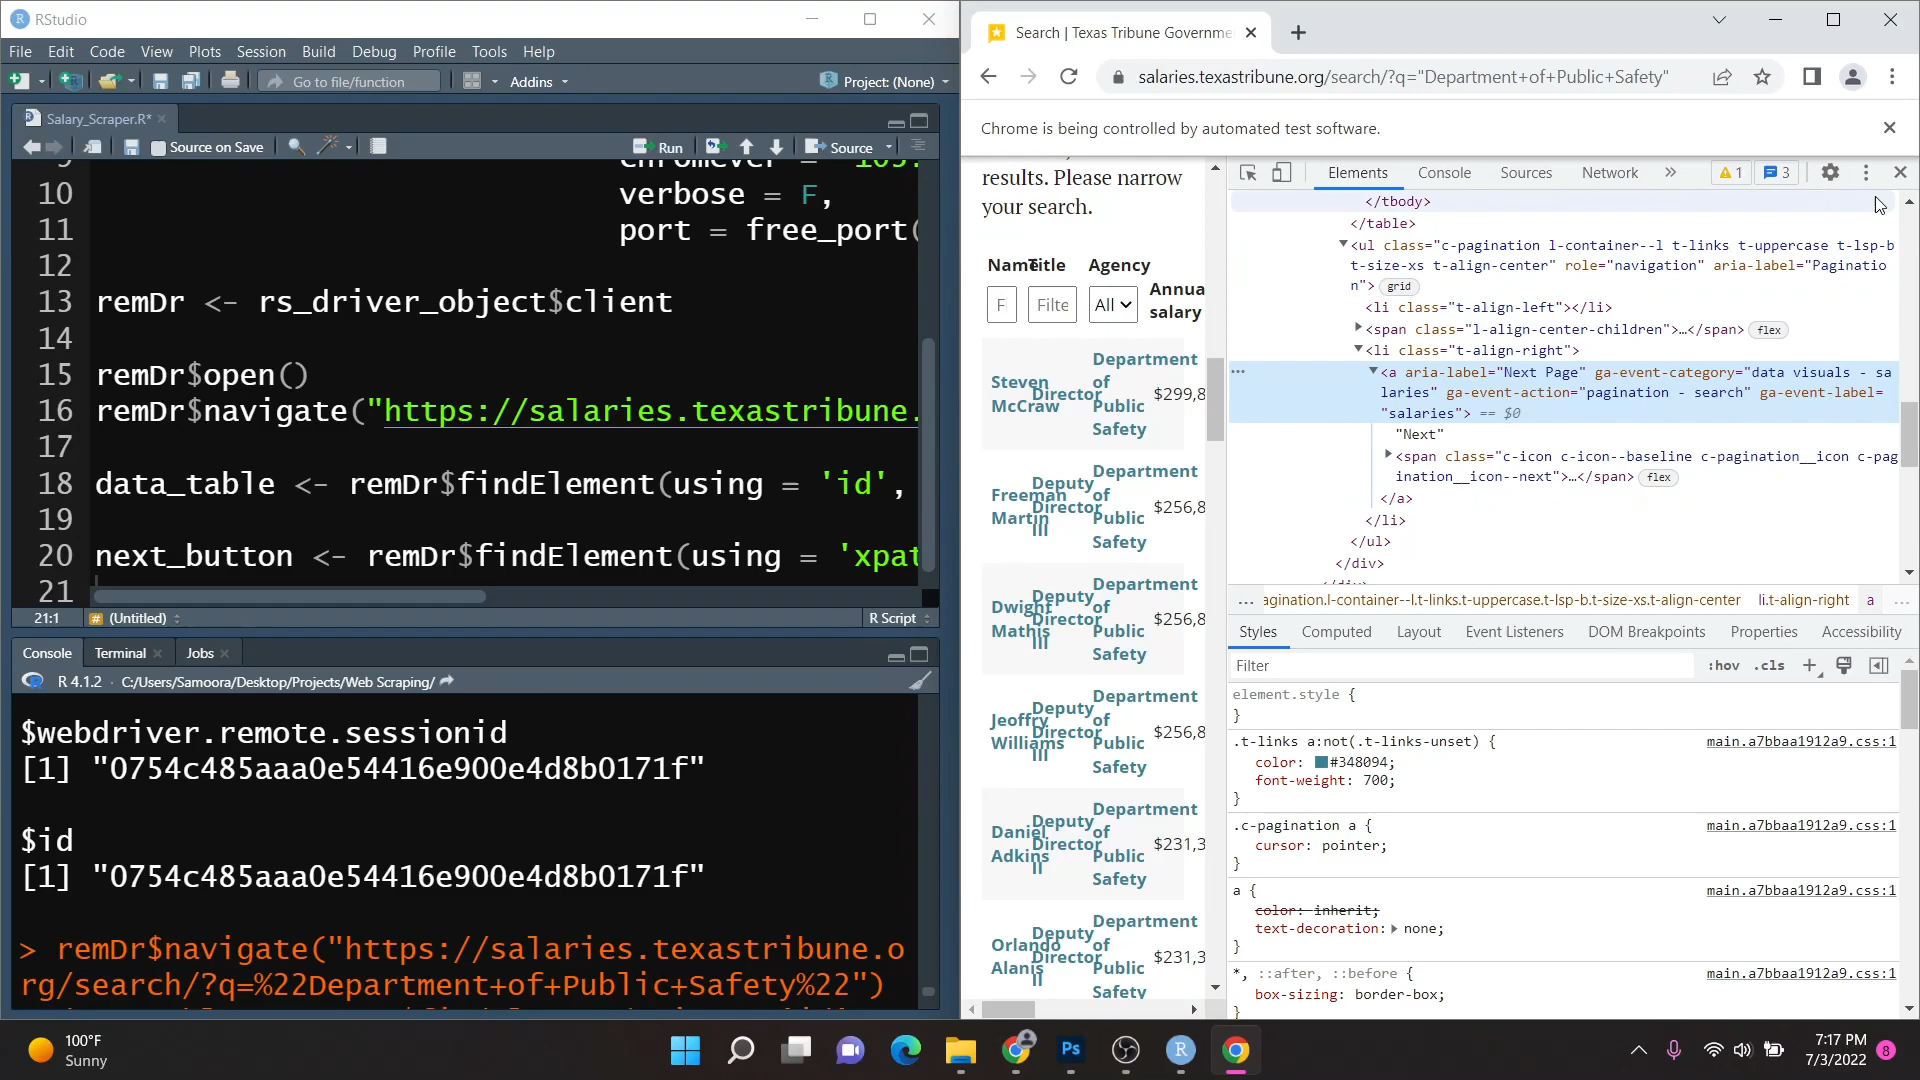 RStudio
File Edit Code View Plots Session Build Debug Profile Tools Help
Go to file/function
Addins
Project: (None)
Salary_Scraper.R*
Source on Save
Run
Source
10 verbose = F,
11 port = free_port(
12
13 remDr <- rs_driver_object$client
14
15 remDr$open()
16 remDr$navigate("https://salaries.texastribune.
17
18 data_table <- remDr$findElement(using = 'id',
19
20 next_button <- remDr$findElement(using = 'xpat
21
21:1 (Untitled) R Script
Console Terminal Jobs
R 4.1.2 · C:/Users/Samoora/Desktop/Projects/Web Scraping/
$webdriver.remote.sessionid
[1] "0754c485aaa0e54416e900e4d8b0171f"
$id
[1] "0754c485aaa0e54416e900e4d8b0171f"
> remDr$navigate("https://salaries.texastribune.o
rg/search/?q=%22Department+of+Public+Safety%22")
Search | Texas Tribune Governme
salaries.texastribune.org/search/?q="Department+of+Public+Safety"
Chrome is being controlled by automated test software.
results. Please narrow
your search.
Name Title Agency
Annua
salary
F Filte All
Steven
McCraw
Director
Department
of
Public
Safety
$299,8
Freeman
Martin
Deputy
Director
III
Department
of
Public
Safety
$256,8
Dwight
Mathis
Deputy
Director
III
Department
of
Public
Safety
$256,8
Jeoffry
Williams
Deputy
Director
III
Department
of
Public
Safety
$256,8
Daniel
Adkins
Deputy
Director
II
Department
of
Public
Safety
$231,3
Orlando
Alanis
Deputy
Director
II
Department
of
Public
Safety
$231,3
Elements Console Sources Network » 1 3
</tbody>
</table>
<ul class="c-pagination l-container--l t-links t-uppercase t-lsp-b
t-size-xs t-align-center" role="navigation" aria-label="Paginatio
n"> grid
<li class="t-align-left"></li>
<span class="l-align-center-children">…</span> flex
<li class="t-align-right">
<a aria-label="Next Page" ga-event-category="data visuals - sa
laries" ga-event-action="pagination - search" ga-event-label=
"salaries"> == $0
"Next"
<span class="c-icon c-icon--baseline c-pagination__icon c-pag
ination__icon--next">…</span> flex
</a>
</li>
</ul>
</div>
... agination.l-container--l.t-links.t-uppercase.t-lsp-b.t-size-xs.t-align-center li.t-align-right a ...
Styles Computed Layout Event Listeners DOM Breakpoints Properties Accessibility
Filter :hov .cls
element.style {
}
.t-links a:not(.t-links-unset) { main.a7bbaa1912a9.css:1
color: #348094;
font-weight: 700;
}
.c-pagination a { main.a7bbaa1912a9.css:1
cursor: pointer;
}
a { main.a7bbaa1912a9.css:1
color: inherit;
text-decoration: none;
}
*, ::after, ::before { main.a7bbaa1912a9.css:1
box-sizing: border-box;
}
100°F
Sunny
Ps
R
7:17 PM
7/3/2022
8